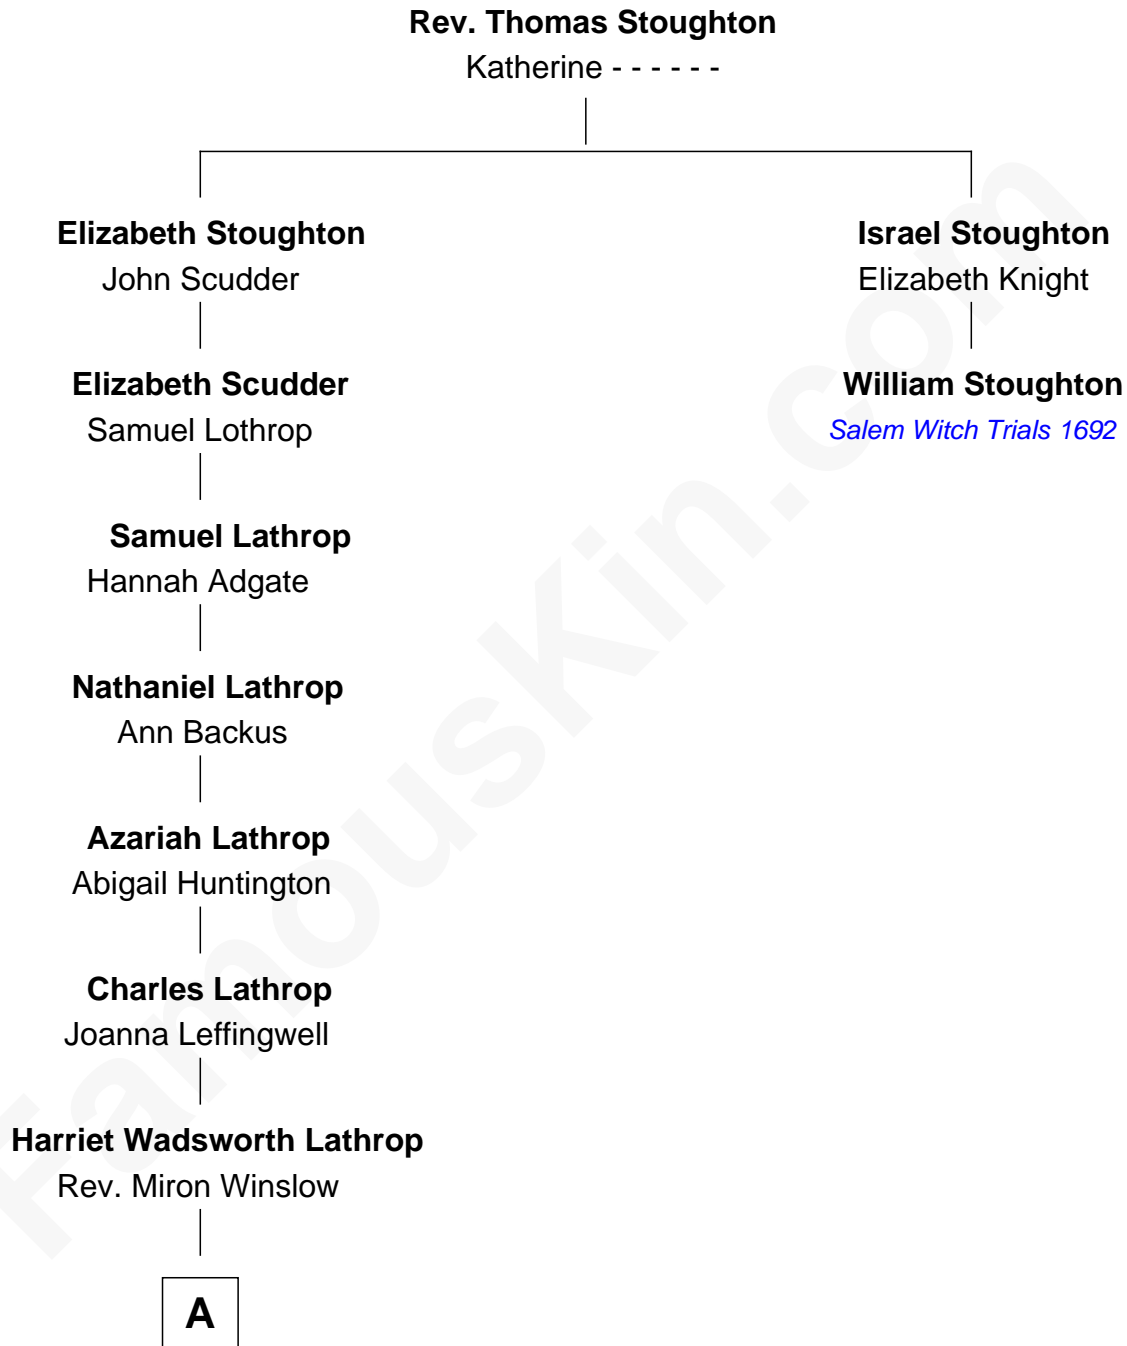 Rev. Thomas Stoughton
Katherine - - - - - -
Elizabeth Stoughton
John Scudder
Israel Stoughton
Elizabeth Knight
Elizabeth Scudder
Samuel Lothrop
William Stoughton
Salem Witch Trials 1692
Samuel Lathrop
Hannah Adgate
Nathaniel Lathrop
Ann Backus
Azariah Lathrop
Abigail Huntington
Charles Lathrop
Joanna Leffingwell
Harriet Wadsworth Lathrop
Rev. Miron Winslow
A
FamousKin.com